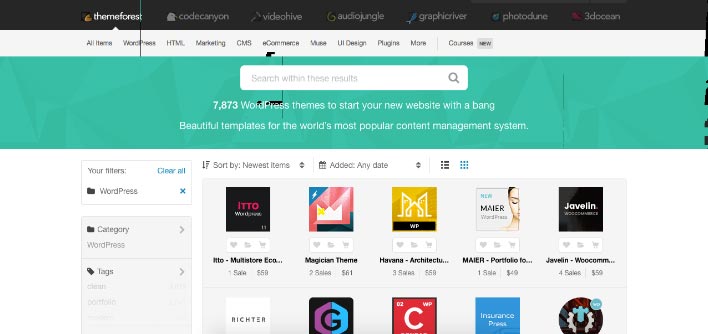 themeforest codecanyon videohive audiojungle graphicriver photodune 3docean
All Items WordPress HTML Marketing CMS eCommerce Muse UI Design Plugins More Courses NEW
Search within these results
7,873 WordPress themes to start your new website with a bang
Beautiful templates for the world's most popular content management system.
Your filters: Clear all
WordPress
Sort by: Newest items Added: Any date
Category
WordPress
Tags
clean
portfolio
ITTO
Wordpress
WP
NEW
MAIER
WordPress
Javelin.
WOOCOMMERCE
Itto - Multistore Eco... Magician Theme Havana - Architectu... MAIER - Portfolio fo... Javelin - Woocomm...
1 Sale $59 2 Sales $61 3 Sales $59 1 Sale $49 4 Sales $59
RICHTER
02 WP
C
Insurance
Press